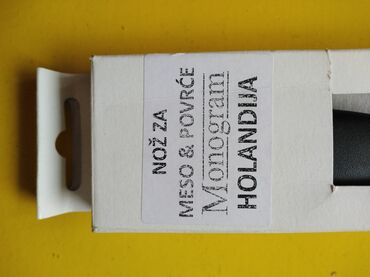 NOŽ ZA
MESO & POVRĆE
Monogram
HOLANDIJA